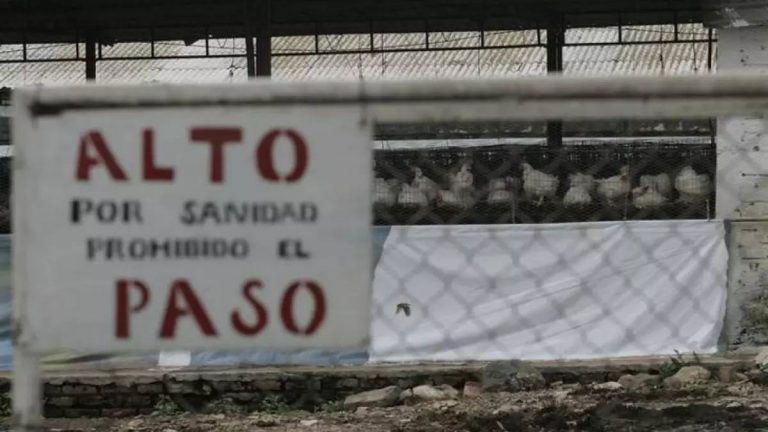 ALTO
POR SANIDAD
PROHIBIDO EL
PASO